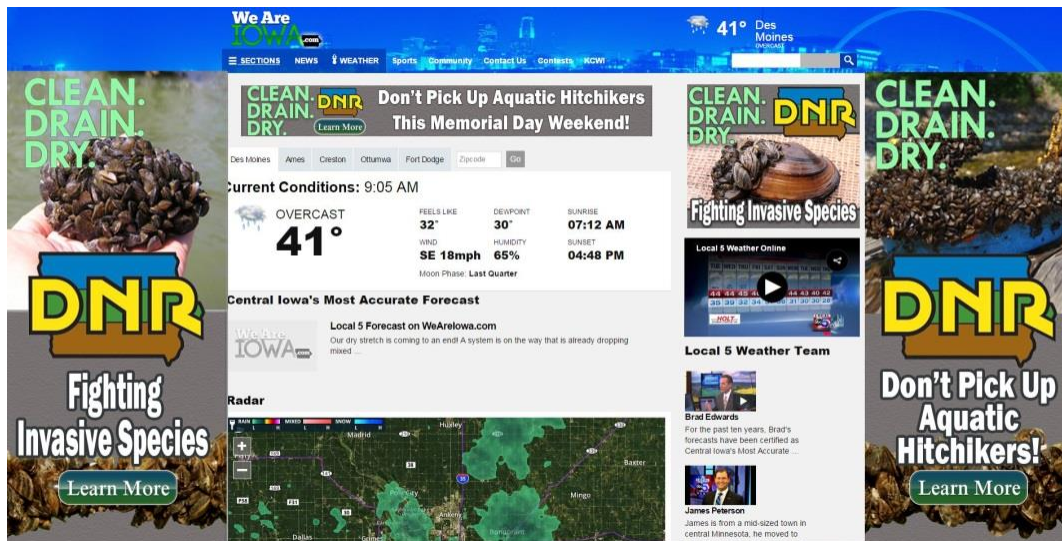 We Are
IOWA.com
41° Des
Moines
OVERCAST
☰ SECTIONS NEWS WEATHER Sports Community Contact Us Contests KCWI
CLEAN.
DRAIN.
DRY.
DNR
Fighting
Invasive Species
Learn More
CLEAN.
DRAIN.
DRY.
DNR
Learn More
Don't Pick Up Aquatic Hitchikers
This Memorial Day Weekend!
Des Moines Ames Creston Ottumwa Fort Dodge Zipcode Go
Current Conditions: 9:05 AM
OVERCAST
41°
FEELS LIKE DEWPOINT SUNRISE
32° 30° 07:12 AM
WIND HUMIDITY SUNSET
SE 18mph 65% 04:48 PM
Moon Phase: Last Quarter
Central Iowa's Most Accurate Forecast
We Are
IOWA.com
Local 5 Forecast on WeAreIowa.com
Our dry stretch is coming to an end! A system is on the way that is already dropping
mixed ...
Radar
RAIN MIXED SNOW
L H L H L H
+
−
Huxley
Madrid
Baxter
Mingo
Ankeny
Dallas
Grimes
CLEAN.
DRAIN.
DRY.
DNR
Fighting Invasive Species
Local 5 Weather Online
Local 5 Weather Team
Brad Edwards
For the past ten years, Brad's
forecasts have been certified as
Central Iowa's Most Accurate ...
James Peterson
James is from a mid-sized town in
central Minnesota, he moved to
CLEAN.
DRAIN.
DRY.
DNR
Don't Pick Up
Aquatic
Hitchikers!
Learn More